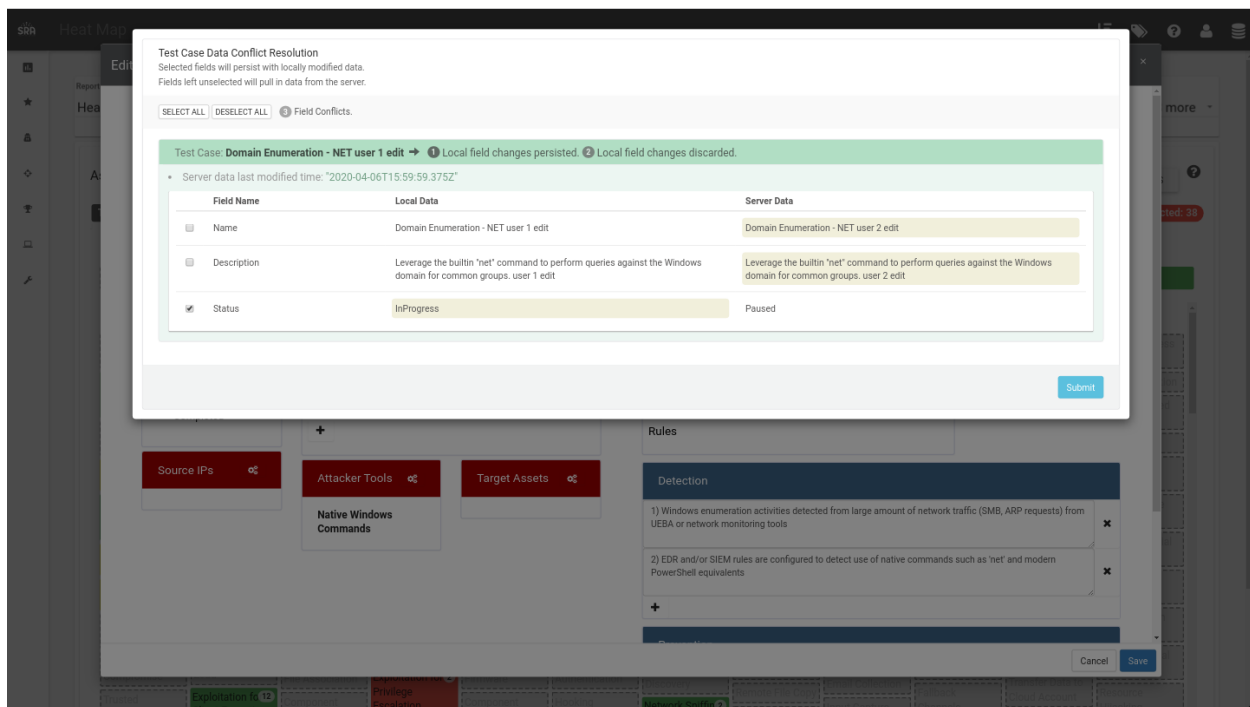 SRA
Heat Map
Edit
Report
Hea
more
As
cted: 38
Test Case Data Conflict Resolution
Selected fields will persist with locally modified data.
Fields left unselected will pull in data from the server.
SELECT ALL DESELECT ALL 3 Field Conflicts.
Test Case: Domain Enumeration - NET user 1 edit ➔ 1 Local field changes persisted. 2 Local field changes discarded.
Server data last modified time: "2020-04-06T15:59:59.375Z"
Field Name Local Data Server Data
Name Domain Enumeration - NET user 1 edit Domain Enumeration - NET user 2 edit
Description Leverage the builtin "net" command to perform queries against the Windows Leverage the builtin "net" command to perform queries against the Windows
domain for common groups. user 1 edit domain for common groups. user 2 edit
Status InProgress Paused
Submit
Rules
Source IPs
Attacker Tools
Target Assets
Detection
Native Windows
Commands
1) Windows enumeration activities detected from large amount of network traffic (SMB, ARP requests) from
UEBA or network monitoring tools
2) EDR and/or SIEM rules are configured to detect use of native commands such as 'net' and modern
PowerShell equivalents
Cancel Save
Exploitation fo 12
Privilege
Escalation
Network Sniffin 1